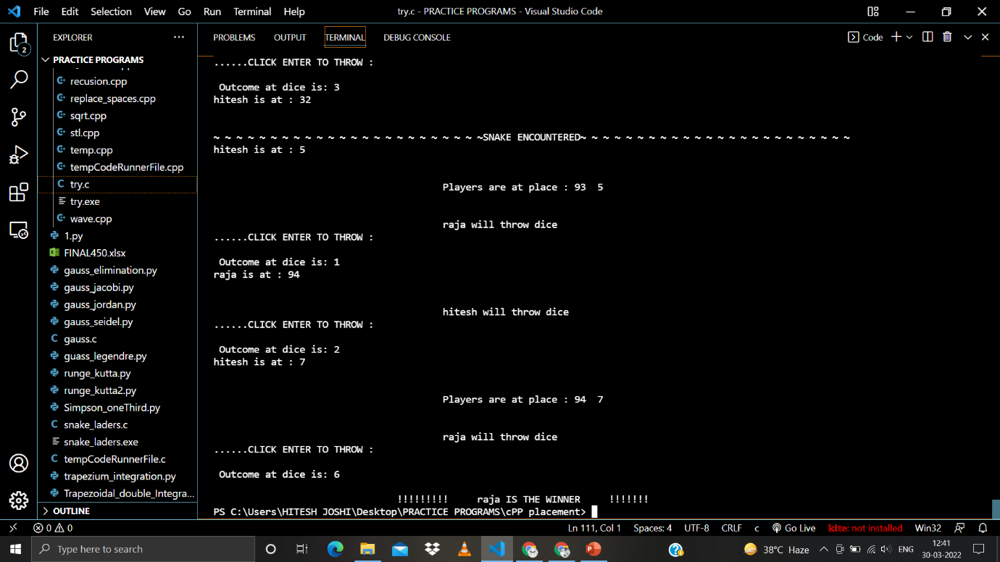 File Edit Selection View Go Run Terminal Help
try.c - PRACTICE PROGRAMS - Visual Studio Code
EXPLORER
PRACTICE PROGRAMS
recusion.cpp
replace_spaces.cpp
sqrt.cpp
stl.cpp
temp.cpp
tempCodeRunnerFile.cpp
try.c
try.exe
wave.cpp
1.py
FINAL450.xlsx
gauss_elimination.py
gauss_jacobi.py
gauss_jordan.py
gauss_seidel.py
gauss.c
guass_legendre.py
runge_kutta.py
runge_kutta2.py
Simpson_oneThird.py
snake_laders.c
snake_laders.exe
tempCodeRunnerFile.c
trapezium_integration.py
Trapezoidal_double_Integra...
OUTLINE
2
PROBLEMS OUTPUT TERMINAL DEBUG CONSOLE
Code
......CLICK ENTER TO THROW :
Outcome at dice is: 3
hitesh is at : 32
~ ~ ~ ~ ~ ~ ~ ~ ~ ~ ~ ~ ~ ~ ~ ~ ~ ~ ~ ~ ~ ~ ~ ~SNAKE ENCOUNTERED~ ~ ~ ~ ~ ~ ~ ~ ~ ~ ~ ~ ~ ~ ~ ~ ~ ~ ~ ~ ~ ~ ~ ~
hitesh is at : 5
Players are at place : 93 5
raja will throw dice
......CLICK ENTER TO THROW :
Outcome at dice is: 1
raja is at : 94
hitesh will throw dice
......CLICK ENTER TO THROW :
Outcome at dice is: 2
hitesh is at : 7
Players are at place : 94 7
raja will throw dice
......CLICK ENTER TO THROW :
Outcome at dice is: 6
!!!!!!!!! raja IS THE WINNER !!!!!!!
PS C:\Users\HITESH JOSHI\Desktop\PRACTICE PROGRAMS\cPP placement>
0 0
Ln 111, Col 1 Spaces: 4 UTF-8 CRLF c Go Live kite: not installed Win32
Type here to search
38°C Haze
ENG
12:41
30-03-2022